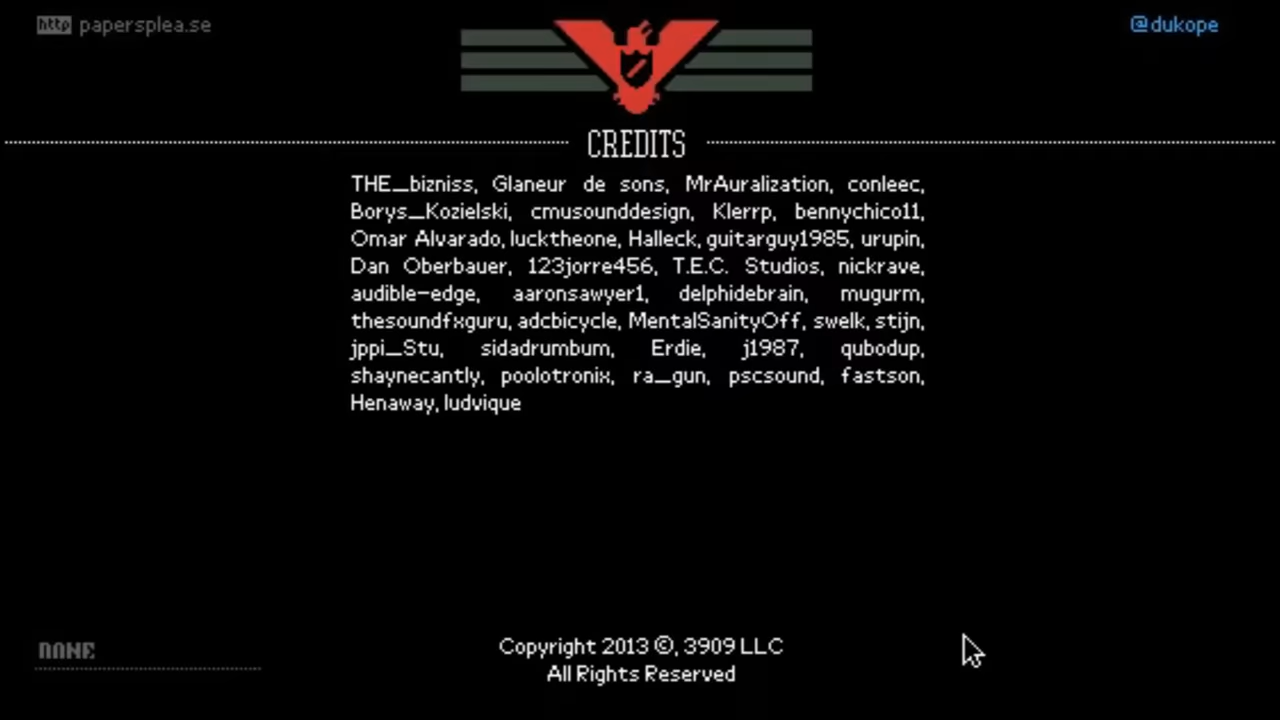 http papersplea.se
@dukope
CREDITS
THE_bizniss, Glaneur de sons, MrAuralization, conleec,
Borys_Kozielski, cmusounddesign, Klerrp, bennychico11,
Omar Alvarado, lucktheone, Halleck, guitarguy1985, urupin,
Dan Oberbauer, 123jorre456, T.E.C. Studios, nickrave,
audible-edge, aaronsawyer1, delphidebrain, mugurm,
thesoundfxguru, adcbicycle, MentalSanityOff, swelk, stijn,
jppi_Stu, sidadrumbum, Erdie, j1987, qubodup,
shaynecantly, poolotronix, ra_gun, pscsound, fastson,
Henaway, ludvique
DONE
Copyright 2013 ©, 3909 LLC
All Rights Reserved